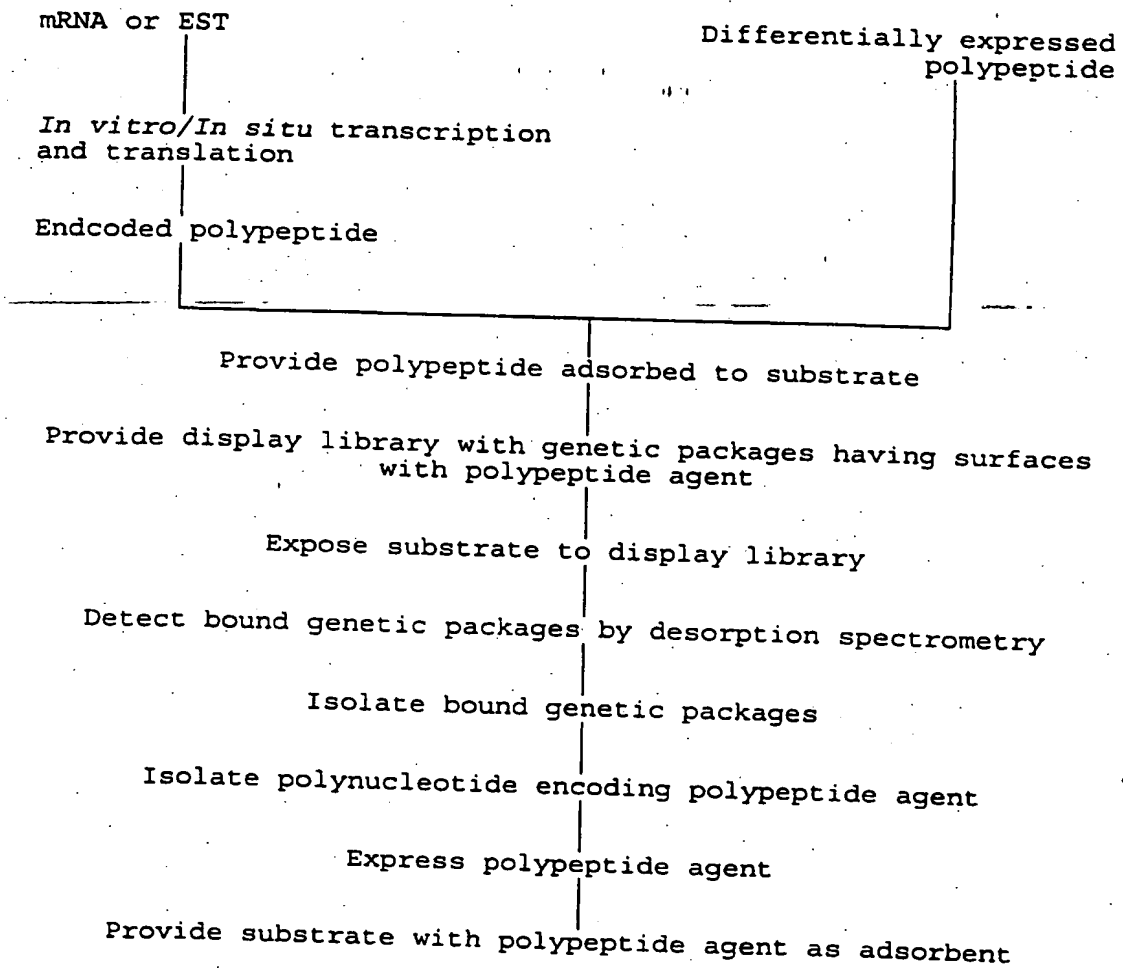 mRNA or EST
Differentially expressed
polypeptide
In vitro/In situ transcription
and translation
Endcoded polypeptide
Provide polypeptide adsorbed to substrate
Provide display library with genetic packages having surfaces
with polypeptide agent
Expose substrate to display library
Detect bound genetic packages by desorption spectrometry
Isolate bound genetic packages
Isolate polynucleotide encoding polypeptide agent
Express polypeptide agent
Provide substrate with polypeptide agent as adsorbent